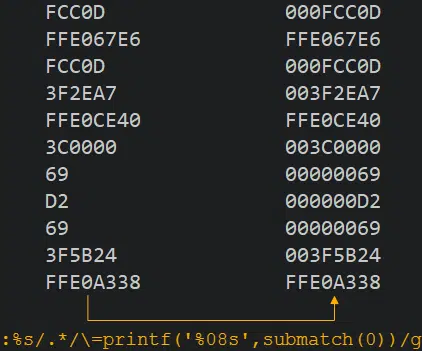 FCC0D 000FCC0D
FFE067E6 FFE067E6
FCC0D 000FCC0D
3F2EA7 003F2EA7
FFE0CE40 FFE0CE40
3C0000 003C0000
69 00000069
D2 000000D2
69 00000069
3F5B24 003F5B24
FFE0A338 FFE0A338
:%s/.*/\=printf('%08s',submatch(0))/g